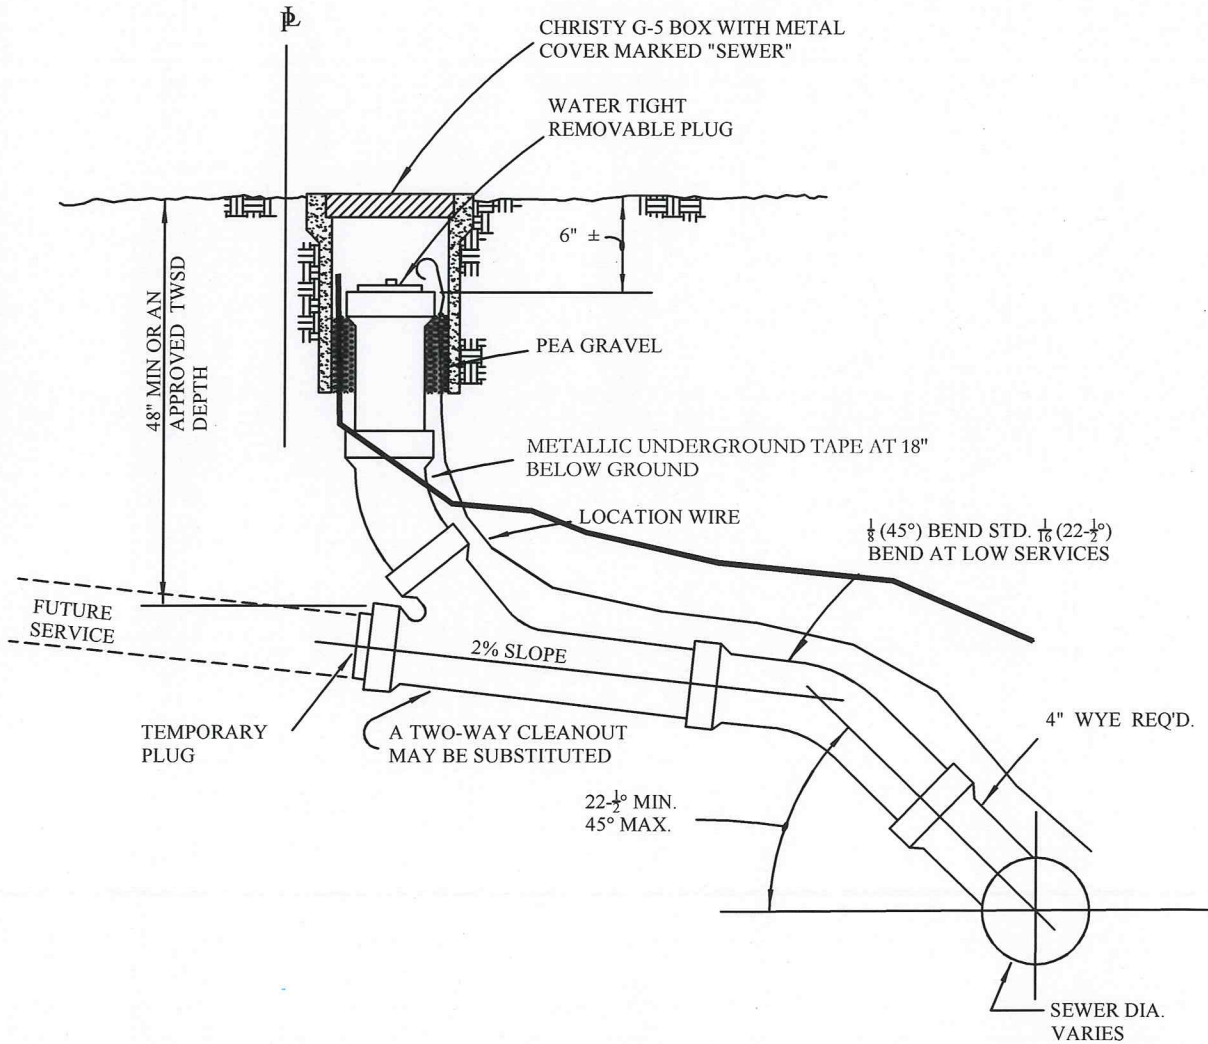 PL
CHRISTY G-5 BOX WITH METAL
COVER MARKED "SEWER"
WATER TIGHT
REMOVABLE PLUG
6" ±
48" MIN OR AN
APPROVED TWSD
DEPTH
PEA GRAVEL
METALLIC UNDERGROUND TAPE AT 18"
BELOW GROUND
LOCATION WIRE
1/8 (45°) BEND STD. 1/16 (22-1/2°)
BEND AT LOW SERVICES
FUTURE
SERVICE
2% SLOPE
TEMPORARY
PLUG
A TWO-WAY CLEANOUT
MAY BE SUBSTITUTED
4" WYE REQ'D.
22-1/2° MIN.
45° MAX.
SEWER DIA.
VARIES